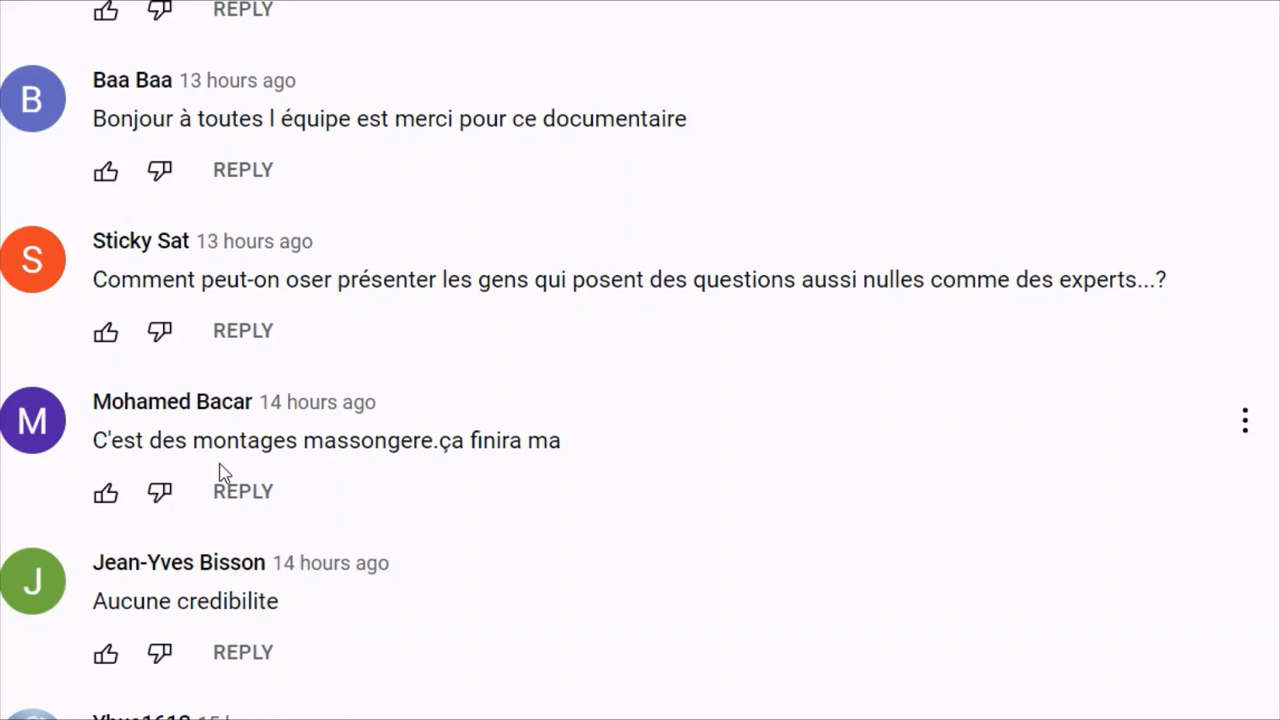 REPLY
B
Baa Baa 13 hours ago
Bonjour à toutes l équipe est merci pour ce documentaire
REPLY
S
Sticky Sat 13 hours ago
Comment peut-on oser présenter les gens qui posent des questions aussi nulles comme des experts...?
REPLY
M
Mohamed Bacar 14 hours ago
C'est des montages massongere.ça finira ma
REPLY
J
Jean-Yves Bisson 14 hours ago
Aucune credibilite
REPLY